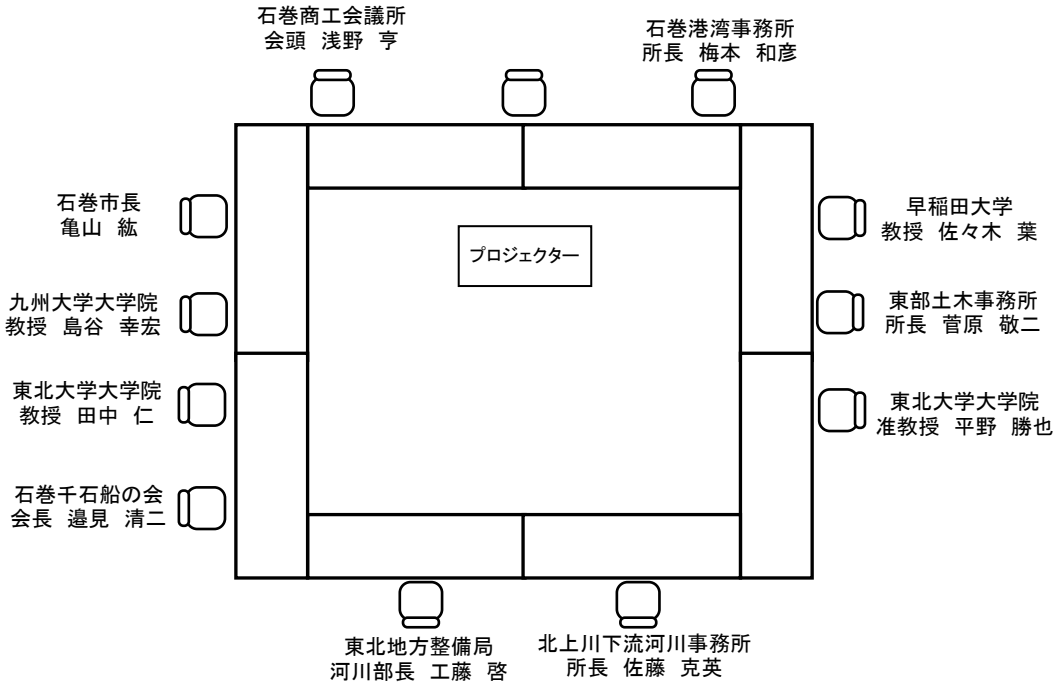 石巻商工会議所
会頭 浅野 亨
石巻港湾事務所
所長 梅本 和彦
石巻市長
亀山 紘
九州大学大学院
教授 島谷 幸宏
東北大学大学院
教授 田中 仁
石巻千石船の会
会長 邉見 清二
プロジェクター
早稲田大学
教授 佐々木 葉
東部土木事務所
所長 菅原 敬二
東北大学大学院
准教授 平野 勝也
東北地方整備局
河川部長 工藤 啓
北上川下流河川事務所
所長 佐藤 克英